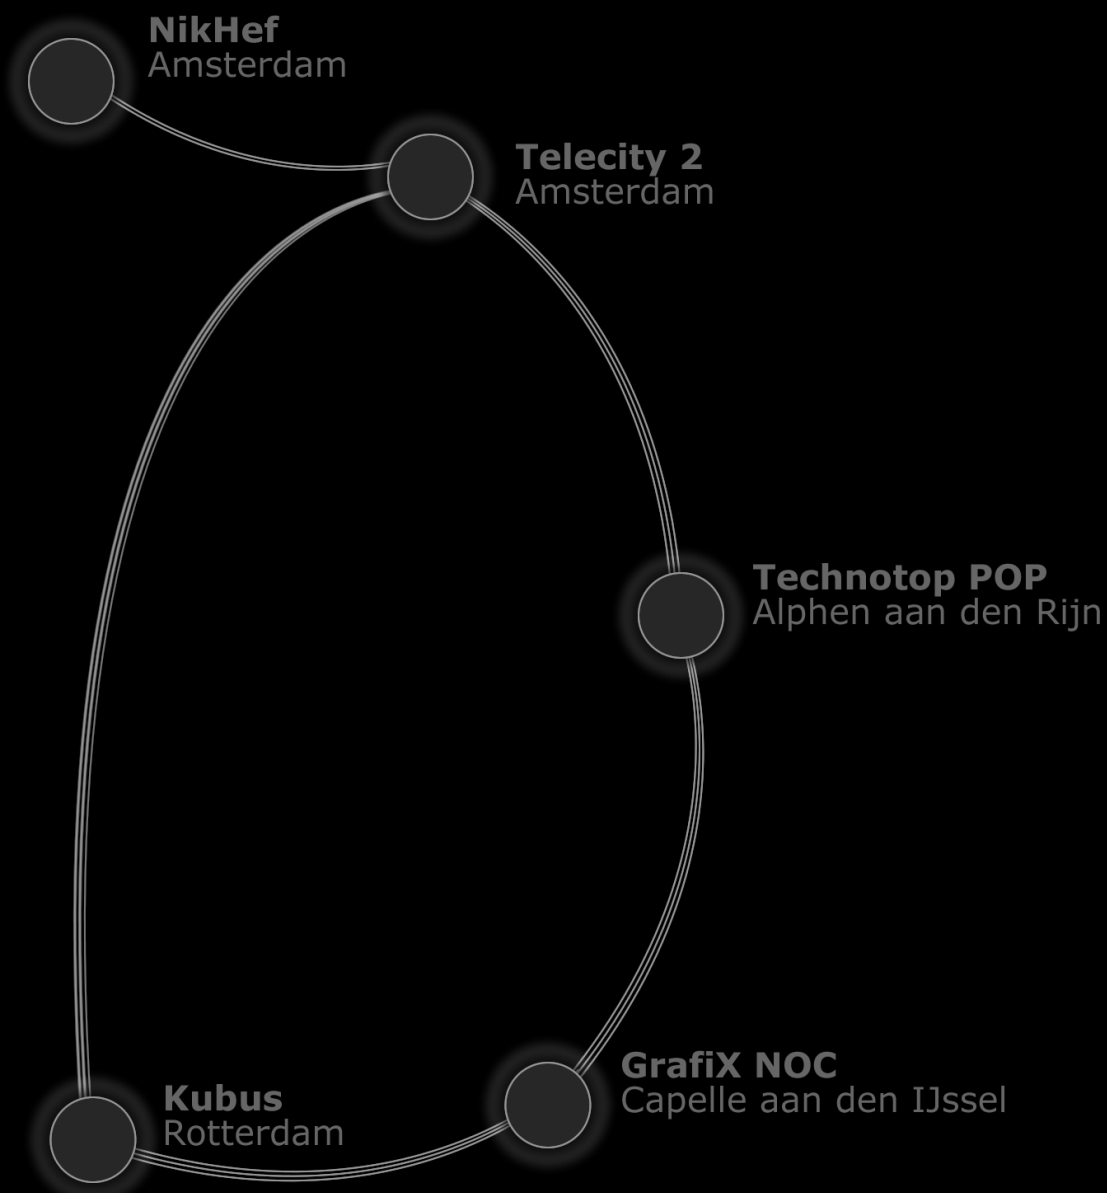 NikHef
Amsterdam
Telecity 2
Amsterdam
Technotop POP
Alphen aan den Rijn
GrafiX NOC
Capelle aan den IJssel
Kubus
Rotterdam